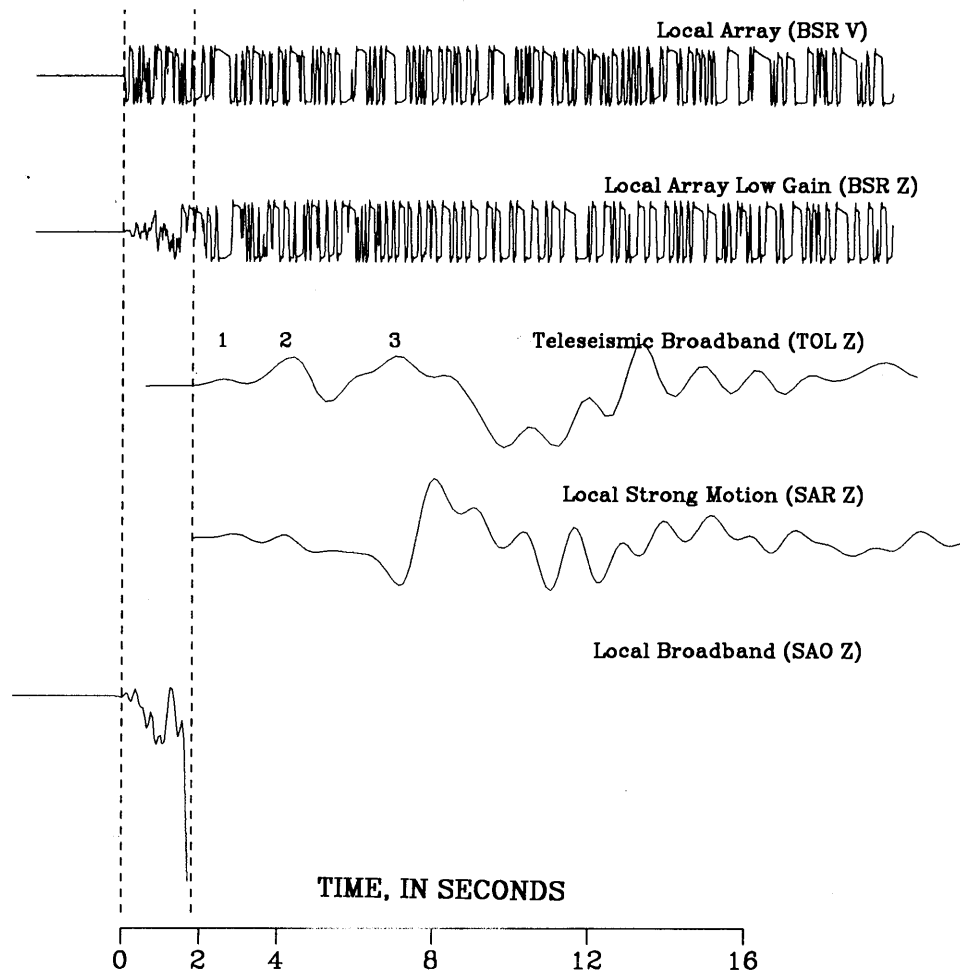 Local Array (BSR V)
Local Array Low Gain (BSR Z)
1 2 3 Teleseismic Broadband (TOL Z)
Local Strong Motion (SAR Z)
Local Broadband (SAO Z)
TIME, IN SECONDS
0 2 4 8 12 16